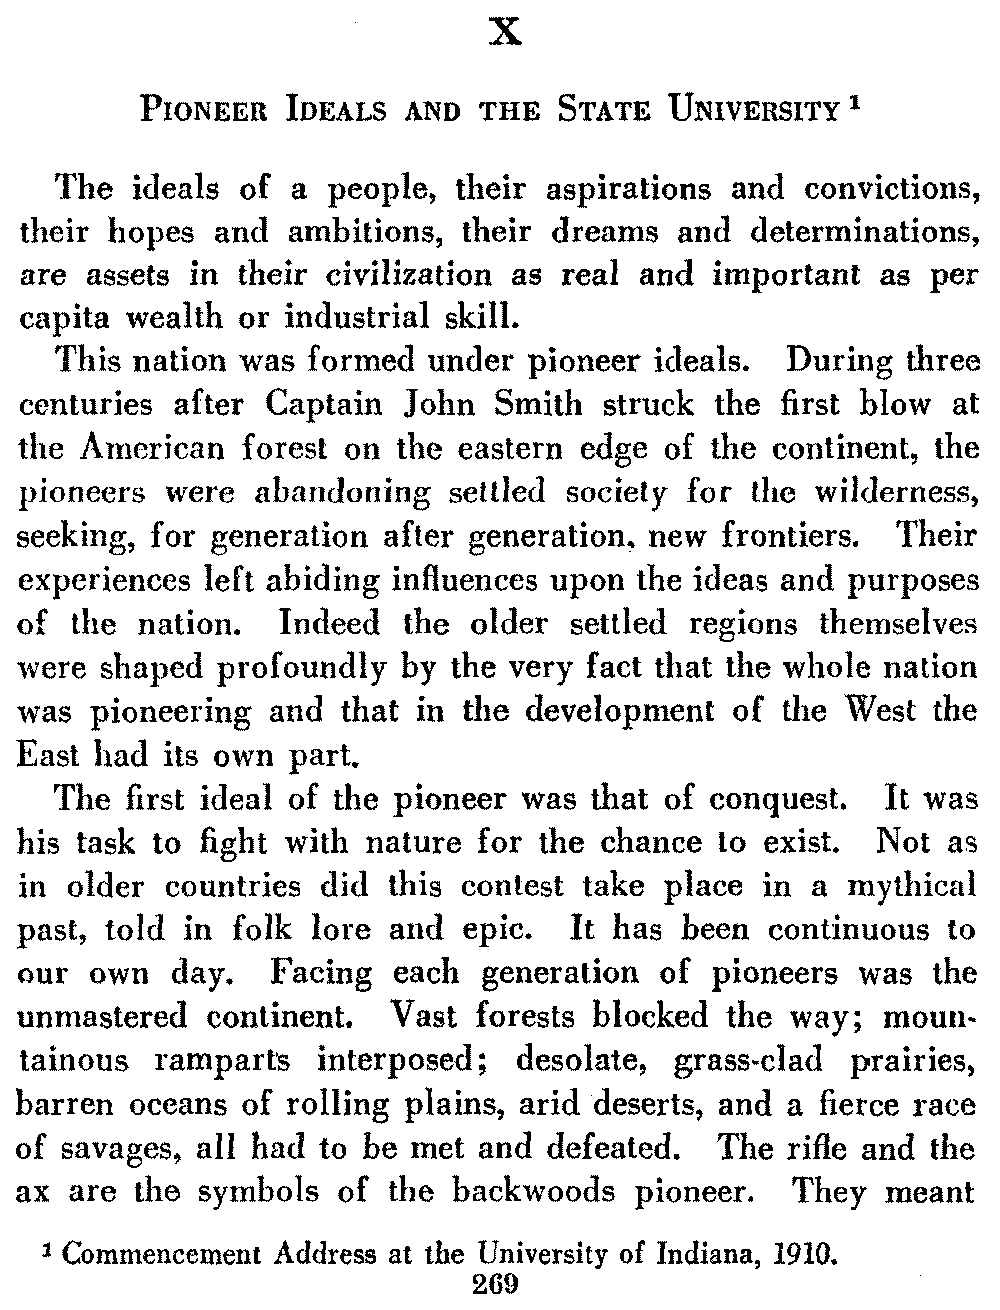 X
PIONEER IDEALS AND THE STATE UNIVERSITY 1
The ideals of a people, their aspirations and convictions,
their hopes and ambitions, their dreams and determinations,
are assets in their civilization as real and important as per
capita wealth or industrial skill.
This nation was formed under pioneer ideals. During three
centuries after Captain John Smith struck the first blow at
the American forest on the eastern edge of the continent, the
pioneers were abandoning settled society for the wilderness,
seeking, for generation after generation, new frontiers. Their
experiences left abiding influences upon the ideas and purposes
of the nation. Indeed the older settled regions themselves
were shaped profoundly by the very fact that the whole nation
was pioneering and that in the development of the West the
East had its own part.
The first ideal of the pioneer was that of conquest. It was
his task to fight with nature for the chance to exist. Not as
in older countries did this contest take place in a mythical
past, told in folk lore and epic. It has been continuous to
our own day. Facing each generation of pioneers was the
unmastered continent. Vast forests blocked the way; moun-
tainous ramparts interposed; desolate, grass-clad prairies,
barren oceans of rolling plains, arid deserts, and a fierce race
of savages, all had to be met and defeated. The rifle and the
ax are the symbols of the backwoods pioneer. They meant
1 Commencement Address at the University of Indiana, 1910.
269